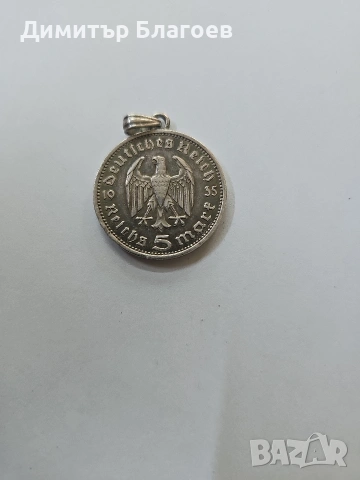 Димитър Благоев
Deutsches Reich
19 35
Reichs 5 Mark
BAZAR